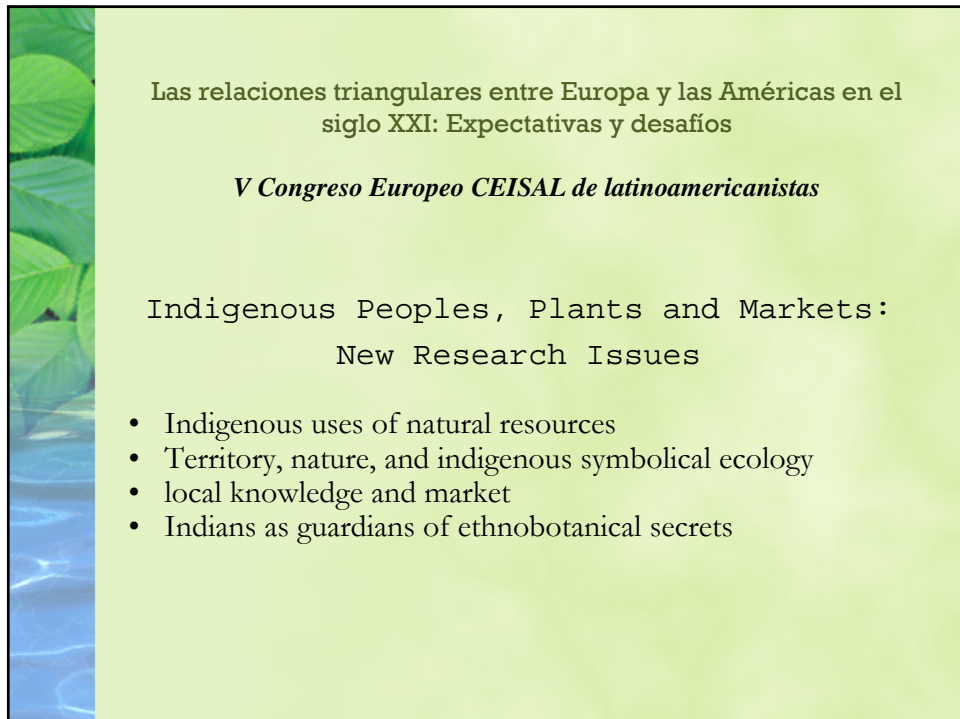 Las relaciones triangulares entre Europa y las Américas en el
siglo XXI: Expectativas y desafíos
V Congreso Europeo CEISAL de latinoamericanistas
Indigenous Peoples, Plants and Markets:
New Research Issues
• Indigenous uses of natural resources
• Territory, nature, and indigenous symbolical ecology
• local knowledge and market
• Indians as guardians of ethnobotanical secrets